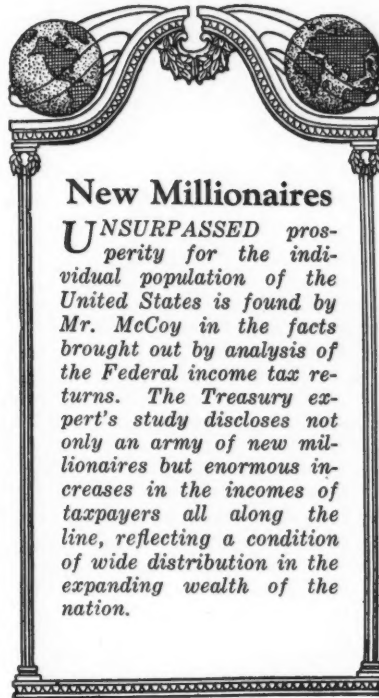 New Millionaires
UNSURPASSED pros-
perity for the indi-
vidual population of the
United States is found by
Mr. McCoy in the facts
brought out by analysis of
the Federal income tax re-
turns. The Treasury ex-
pert's study discloses not
only an army of new mil-
lionaires but enormous in-
creases in the incomes of
taxpayers all along the
line, reflecting a condition
of wide distribution in the
expanding wealth of the
nation.